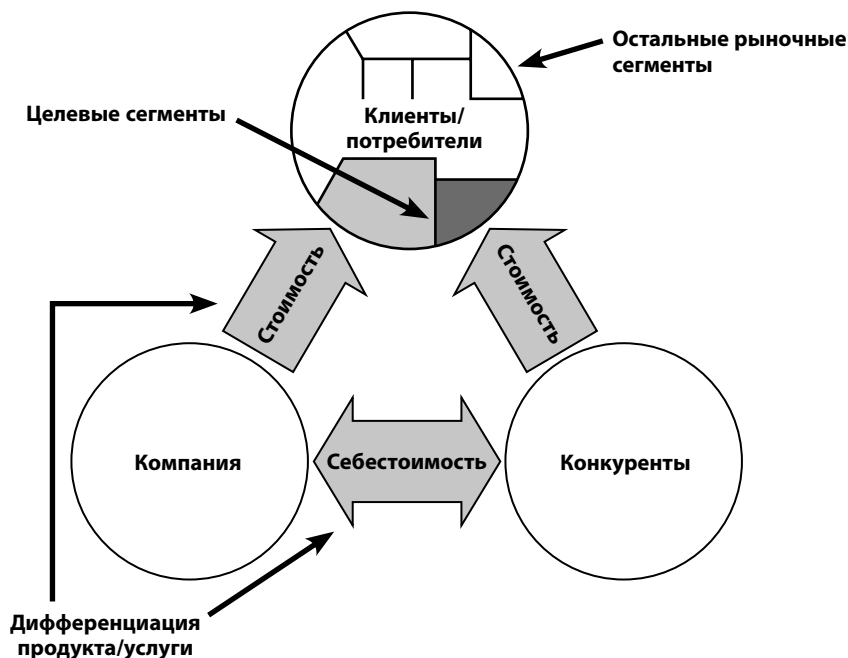 Остальные рыночные
сегменты
Целевые сегменты
Клиенты/
потребители
Стоимость
Стоимость
Компания
Себестоимость
Конкуренты
Дифференциация
продукта/услуги